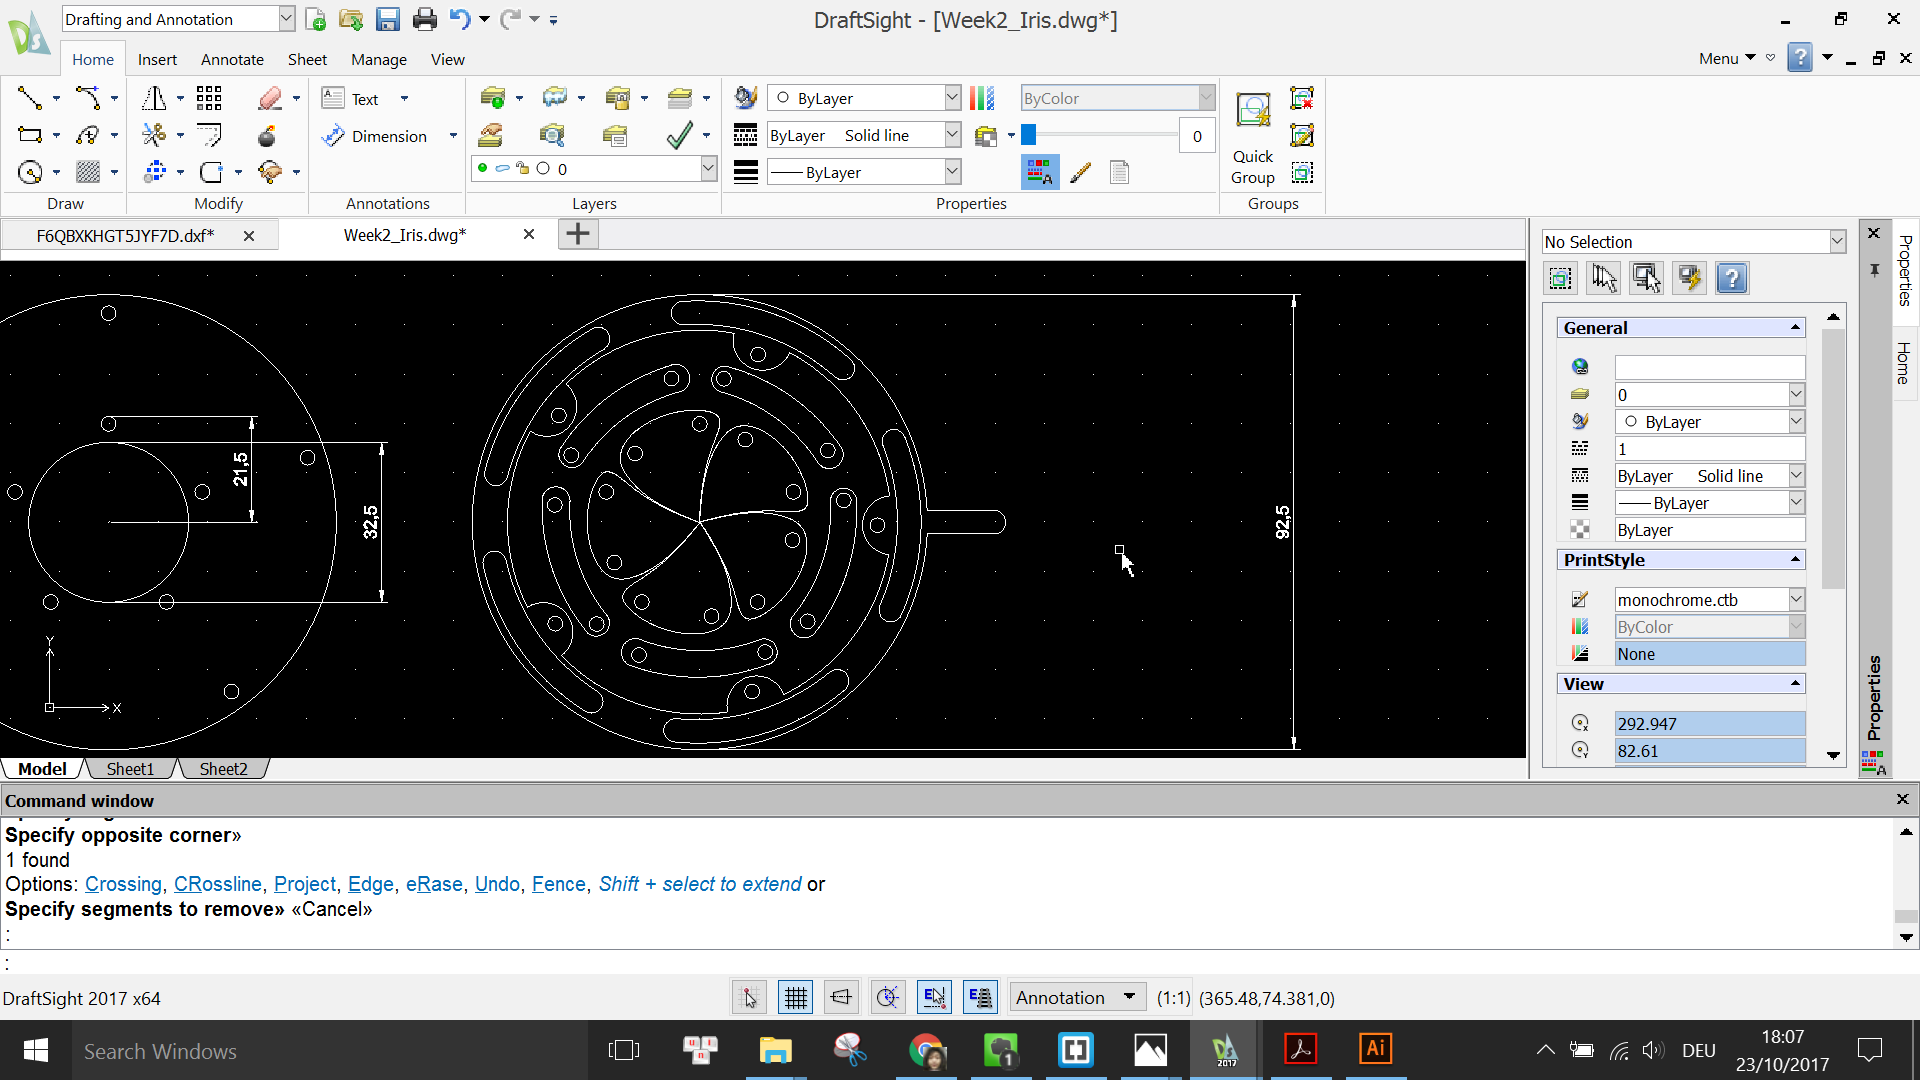 Drafting and Annotation
DraftSight - [Week2_Iris.dwg*]
Home
Insert
Annotate
Sheet
Manage
View
Menu
Text
Dimension
0
ByLayer
ByLayer Solid line
ByLayer
ByColor
0
Quick
Group
Draw
Modify
Annotations
Layers
Properties
Groups
F6QBXKHGT5JYF7D.dxf*
Week2_Iris.dwg*
21,5
32,5
92,5
Y
X
Model
Sheet1
Sheet2
No Selection
General
0
ByLayer
1
ByLayer Solid line
ByLayer
ByLayer
PrintStyle
monochrome.ctb
ByColor
None
View
292.947
82.61
Properties
Properties
Home
Command window
Specify opposite corner»
1 found
Options: Crossing, CRossline, Project, Edge, eRase, Undo, Fence, Shift + select to extend or
Specify segments to remove» «Cancel»
:
:
DraftSight 2017 x64
Annotation
(1:1)
(365.48,74.381,0)
Search Windows
u
i
n
1
2017
Ai
DEU
18:07
23/10/2017